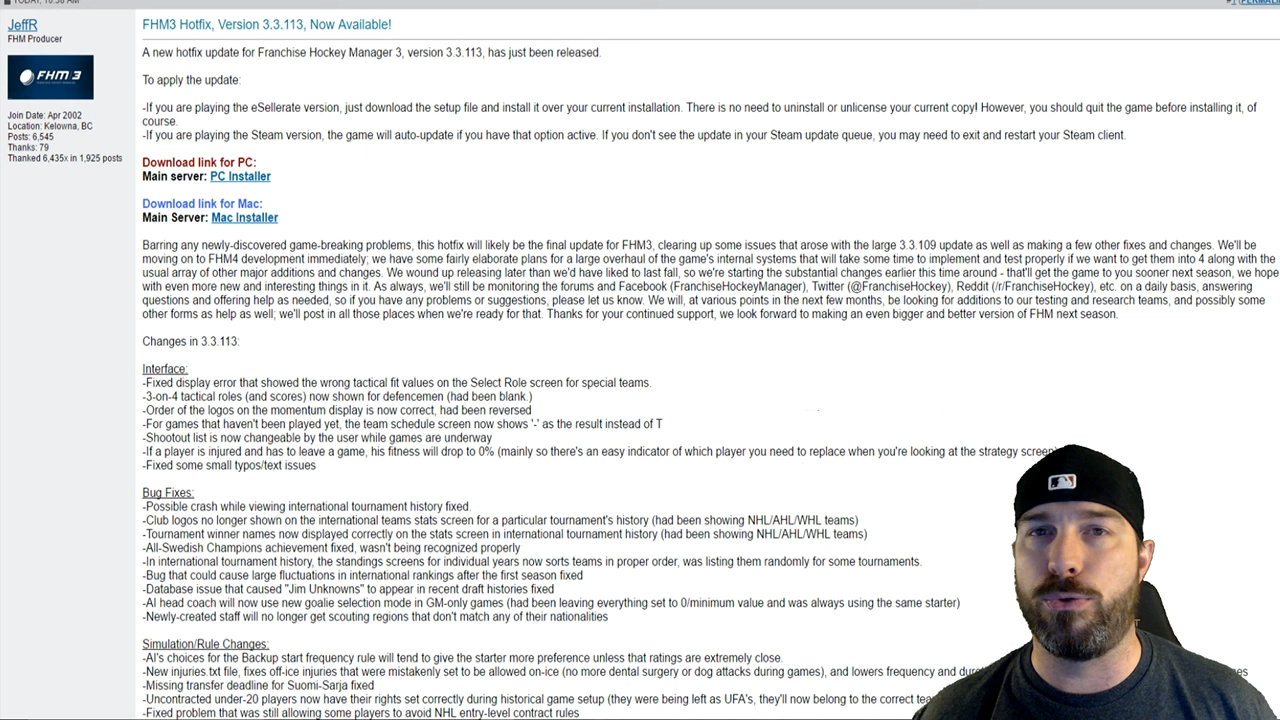 TODAY, 10:38 AM
#1 (PERMALINK)
JeffR
FHM Producer
FHM 3
Join Date: Apr 2002
Location: Kelowna, BC
Posts: 6,545
Thanks: 79
Thanked 6,435x in 1,925 posts
FHM3 Hotfix, Version 3.3.113, Now Available!
A new hotfix update for Franchise Hockey Manager 3, version 3.3.113, has just been released.
To apply the update:
-If you are playing the eSellerate version, just download the setup file and install it over your current installation. There is no need to uninstall or unlicense your current copy! However, you should quit the game before installing it, of
course.
-If you are playing the Steam version, the game will auto-update if you have that option active. If you don't see the update in your Steam update queue, you may need to exit and restart your Steam client.
Download link for PC:
Main server: PC Installer
Download link for Mac:
Main Server: Mac Installer
Barring any newly-discovered game-breaking problems, this hotfix will likely be the final update for FHM3, clearing up some issues that arose with the large 3.3.109 update as well as making a few other fixes and changes. We'll be
moving on to FHM4 development immediately; we have some fairly elaborate plans for a large overhaul of the game's internal systems that will take some time to implement and test properly if we want to get them into 4 along with the
usual array of other major additions and changes. We wound up releasing later than we'd have liked to last fall, so we're starting the substantial changes earlier this time around - that'll get the game to you sooner next season, we hope
with even more new and interesting things in it. As always, we'll still be monitoring the forums and Facebook (FranchiseHockeyManager), Twitter (@FranchiseHockey), Reddit (/r/FranchiseHockey), etc. on a daily basis, answering
questions and offering help as needed, so if you have any problems or suggestions, please let us know. We will, at various points in the next few months, be looking for additions to our testing and research teams, and possibly some
other forms as help as well; we'll post in all those places when we're ready for that. Thanks for your continued support, we look forward to making an even bigger and better version of FHM next season.
Changes in 3.3.113:
Interface:
-Fixed display error that showed the wrong tactical fit values on the Select Role screen for special teams.
-3-on-4 tactical roles (and scores) now shown for defencemen (had been blank.)
-Order of the logos on the momentum display is now correct, had been reversed
-For games that haven't been played yet, the team schedule screen now shows '-' as the result instead of T
-Shootout list is now changeable by the user while games are underway
-If a player is injured and has to leave a game, his fitness will drop to 0% (mainly so there's an easy indicator of which player you need to replace when you're looking at the strategy screen)
-Fixed some small typos/text issues
Bug Fixes:
-Possible crash while viewing international tournament history fixed.
-Club logos no longer shown on the international teams stats screen for a particular tournament's history (had been showing NHL/AHL/WHL teams)
-Tournament winner names now displayed correctly on the stats screen in international tournament history (had been showing NHL/AHL/WHL teams)
-All-Swedish Champions achievement fixed, wasn't being recognized properly
-In international tournament history, the standings screens for individual years now sorts teams in proper order, was listing them randomly for some tournaments.
-Bug that could cause large fluctuations in international rankings after the first season fixed
-Database issue that caused "Jim Unknowns" to appear in recent draft histories fixed
-AI head coach will now use new goalie selection mode in GM-only games (had been leaving everything set to 0/minimum value and was always using the same starter)
-Newly-created staff will no longer get scouting regions that don't match any of their nationalities
Simulation/Rule Changes:
-AI's choices for the Backup start frequency rule will tend to give the starter more preference unless that ratings are extremely close.
-New injuries.txt file, fixes off-ice injuries that were mistakenly set to be allowed on-ice (no more dental surgery or dog attacks during games), and lowers frequency and
-Missing transfer deadline for Suomi-Sarja fixed
-Uncontracted under-20 players now have their rights set correctly during historical game setup (they were being left as UFA's, they'll now belong to the correct
-Fixed problem that was still allowing some players to avoid NHL entry-level contract rules